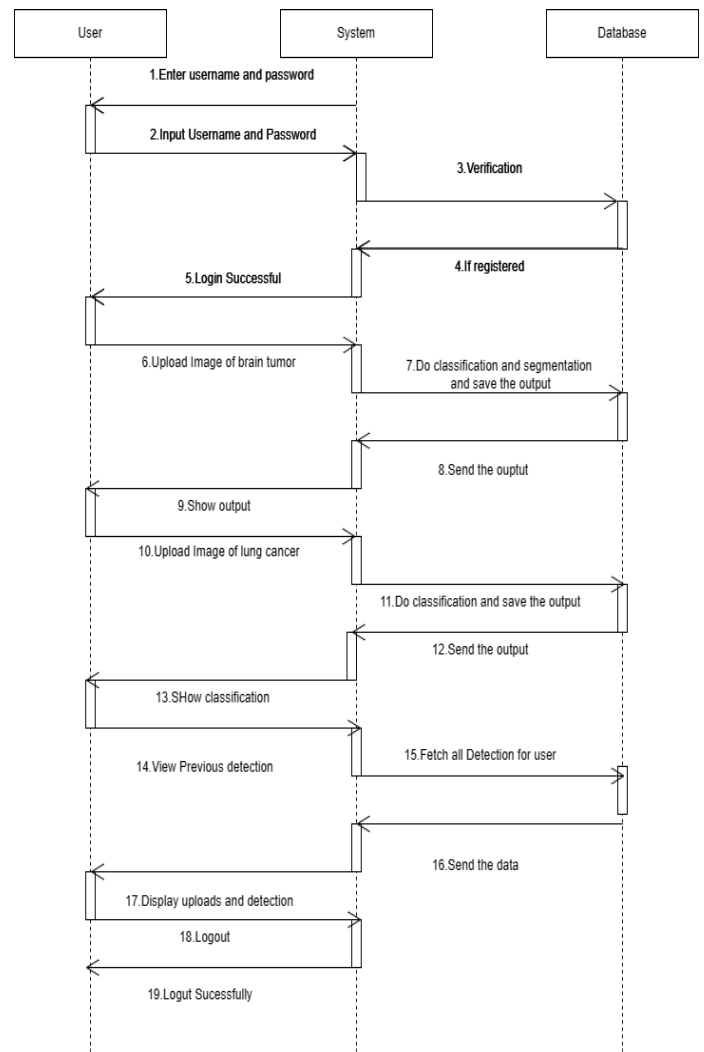 User
System
Database
1.Enter username and password
2.Input Username and Password
3.Verification
4.If registered
5.Login Successful
6.Upload Image of brain tumor
7.Do classification and segmentation
and save the output
8.Send the ouptut
9.Show output
10.Upload Image of lung cancer
11.Do classification and save the output
12.Send the output
13.SHow classification
14.View Previous detection
15.Fetch all Detection for user
16.Send the data
17.Display uploads and detection
18.Logout
19.Logut Sucessfully